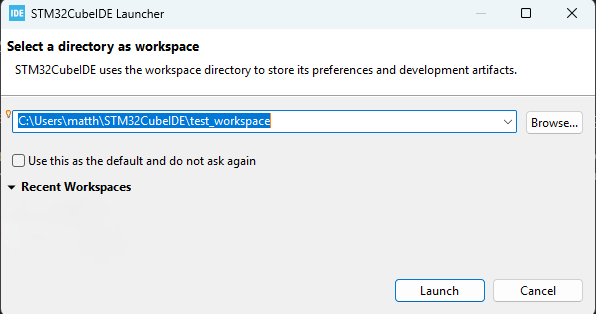 IDE STM32CubeIDE Launcher
Select a directory as workspace
STM32CubeIDE uses the workspace directory to store its preferences and development artifacts.
C:\Users\matth\STM32CubeIDE\test_workspace
Browse...
Use this as the default and do not ask again
Recent Workspaces
Launch
Cancel